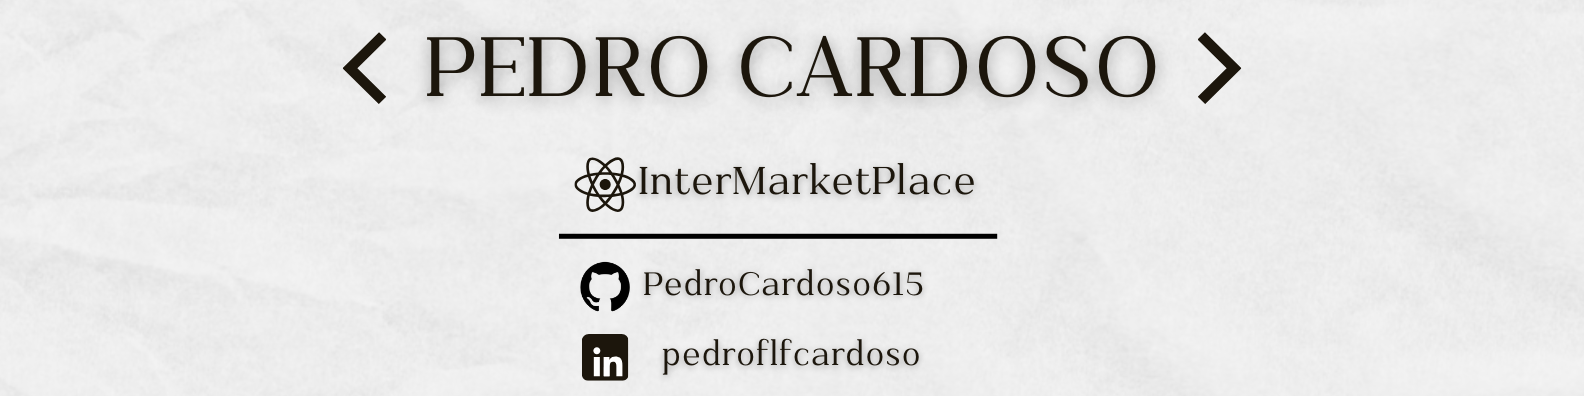 < PEDRO CARDOSO >
InterMarketPlace
PedroCardoso615
pedroflfcardoso